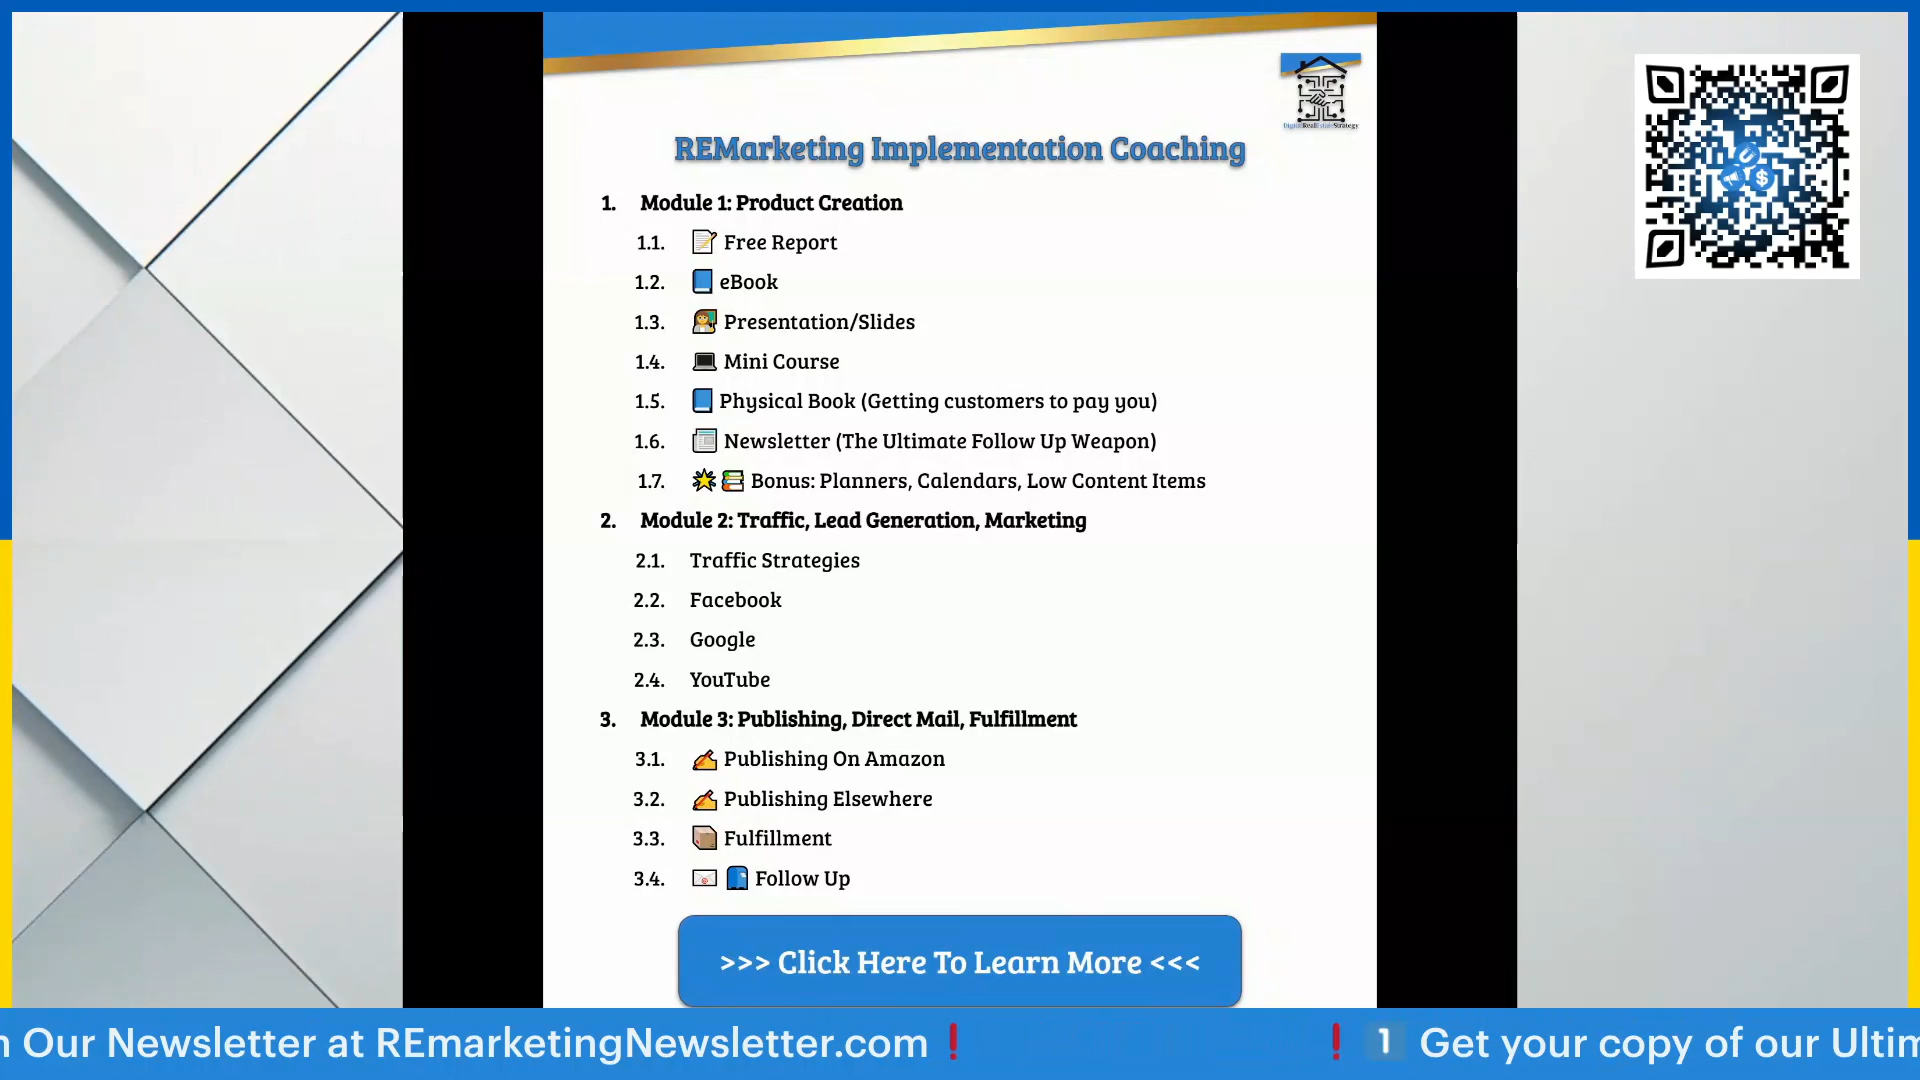 DigitalRealEstateStrategy
REMarketing Implementation Coaching
1. Module 1: Product Creation
1.1. 📝 Free Report
1.2. 📘 eBook
1.3. 👩‍🏫 Presentation/Slides
1.4. 💻 Mini Course
1.5. 📘 Physical Book (Getting customers to pay you)
1.6. 📰 Newsletter (The Ultimate Follow Up Weapon)
1.7. 🌟 📚 Bonus: Planners, Calendars, Low Content Items
2. Module 2: Traffic, Lead Generation, Marketing
2.1. Traffic Strategies
2.2. Facebook
2.3. Google
2.4. YouTube
3. Module 3: Publishing, Direct Mail, Fulfillment
3.1. ✍ Publishing On Amazon
3.2. ✍ Publishing Elsewhere
3.3. 📦 Fulfillment
3.4. 💌 📘 Follow Up
>>> Click Here To Learn More <<<
n Our Newsletter at REmarketingNewsletter.com❗ ❗ 1️⃣ Get your copy of our Ultim